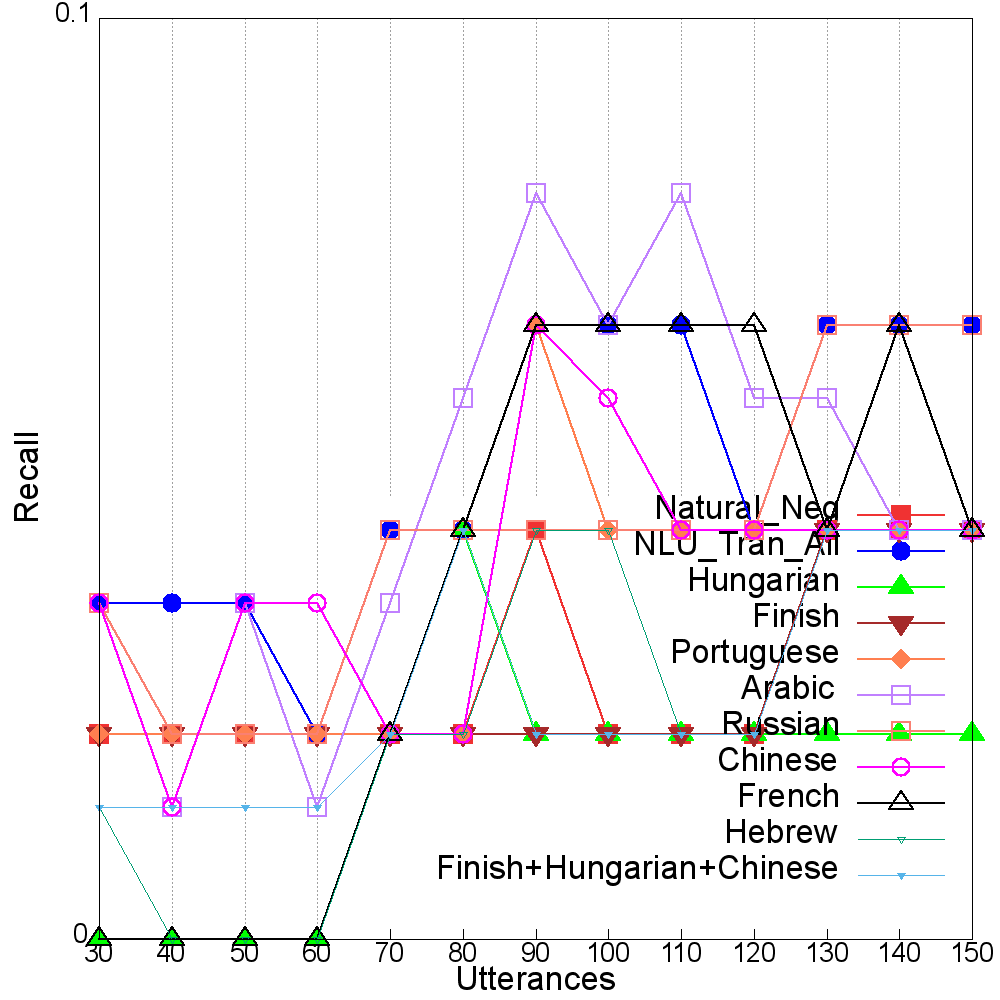 0.1
Recall
Natural_Neg
NLU_Tran_All
Hungarian
Finish
Portuguese
Arabic
Russian
Chinese
French
Hebrew
Finish+Hungarian+Chinese
0
30 40 50 60 70 80 90 100 110 120 130 140 150
Utterances